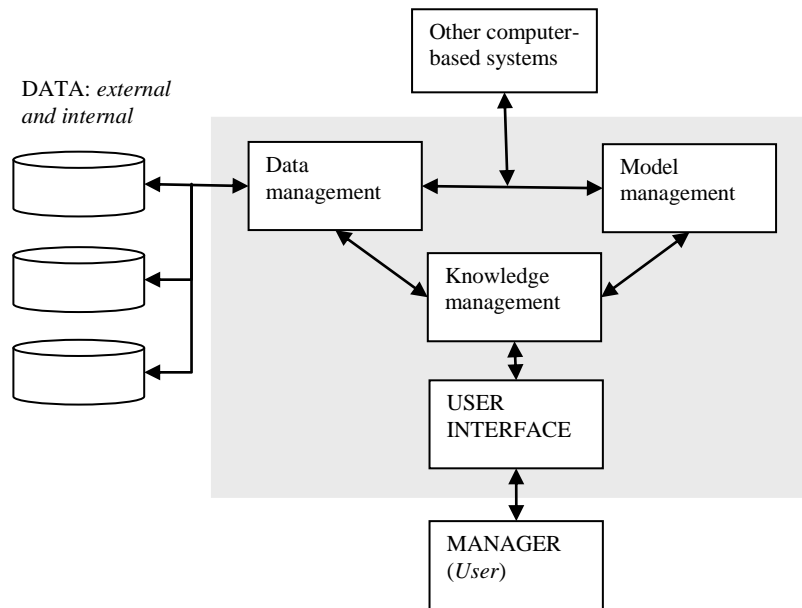 Other computer-
based systems
DATA: external
and internal
Data
management
Model
management
Knowledge
management
USER
INTERFACE
MANAGER
(User)